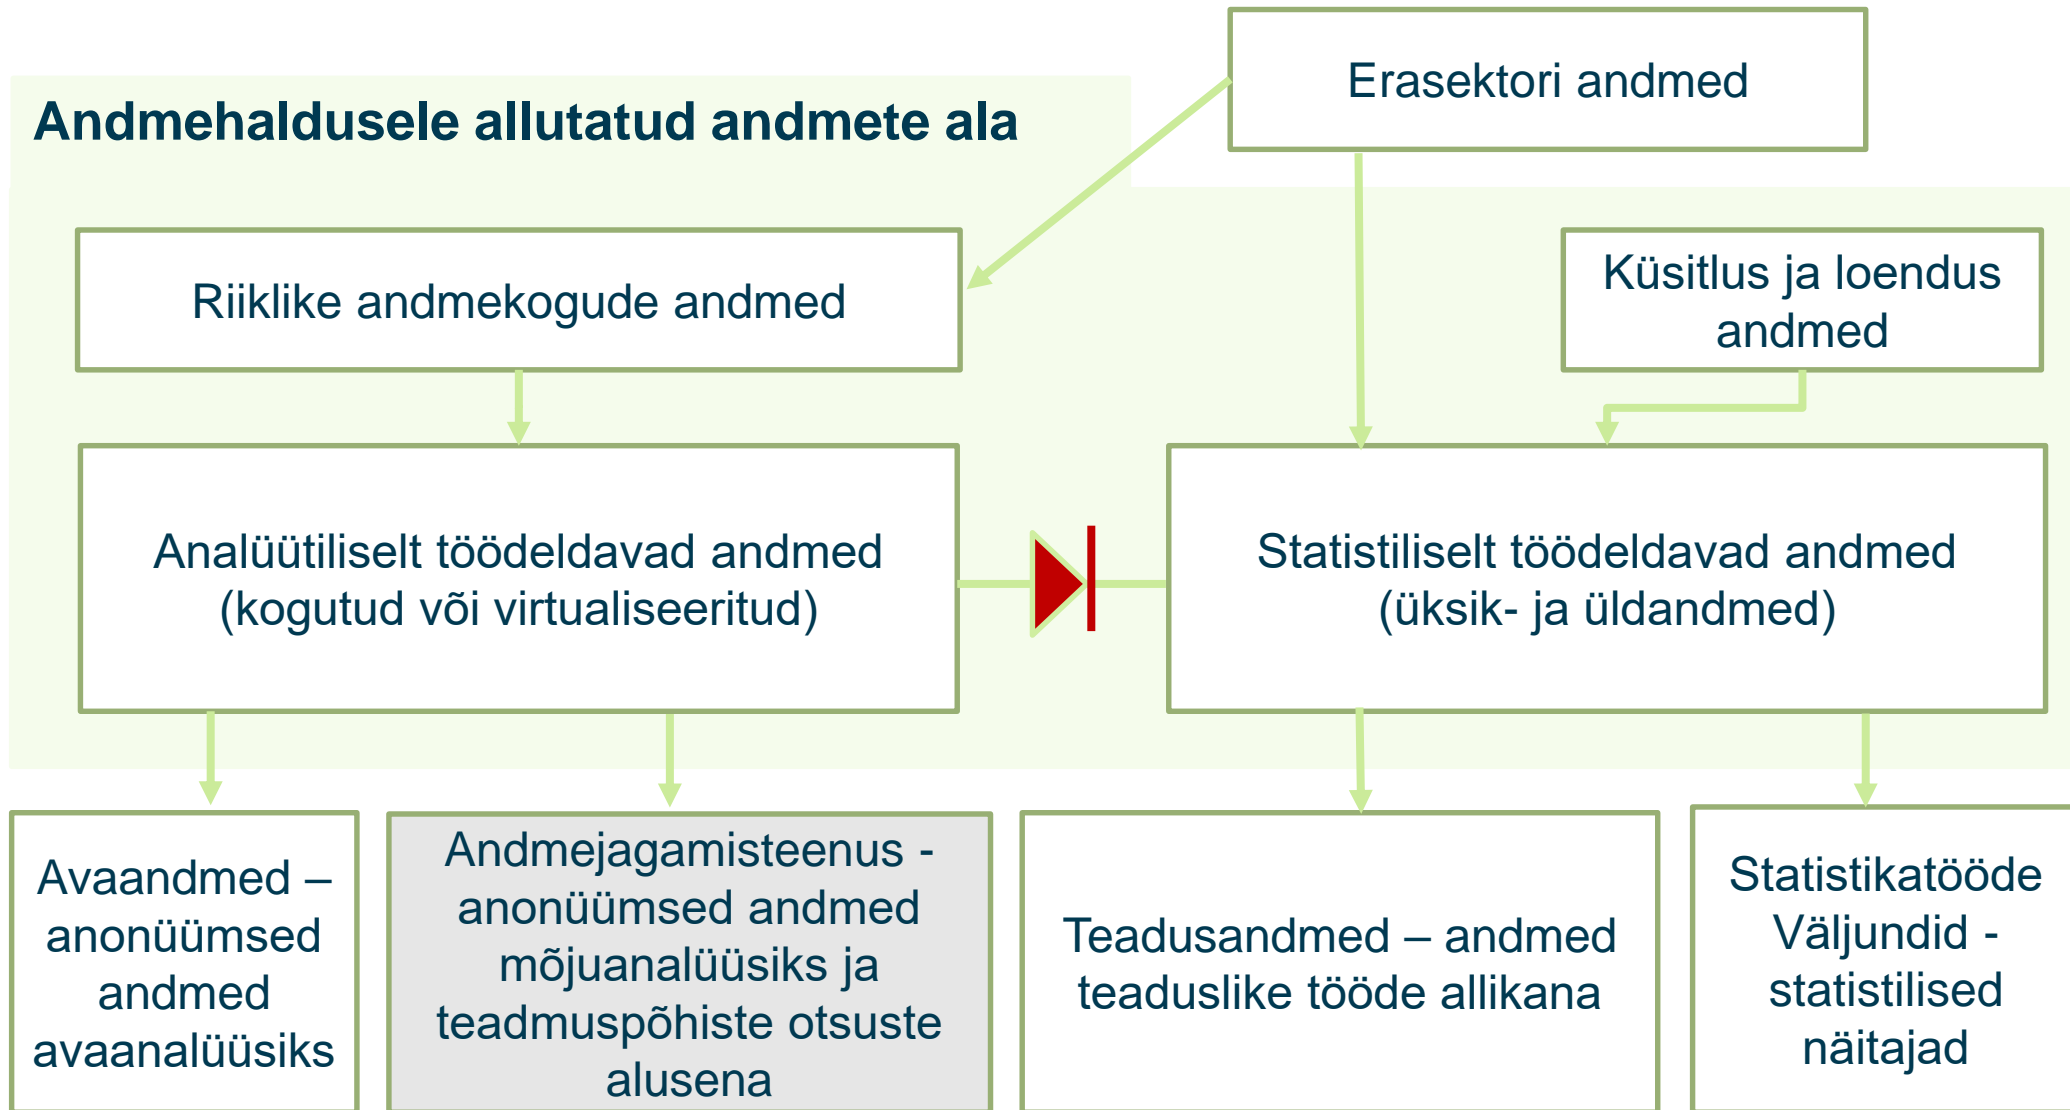 Erasektori andmed
Andmehaldusele allutatud andmete ala
Riiklike andmekogude andmed
Küsitlus ja loendus
andmed
Analüütiliselt töödeldavad andmed
(kogutud või virtualiseeritud)
Statistiliselt töödeldavad andmed
(üksik- ja üldandmed)
Avaandmed –
anonüümsed
andmed
avaanalüüsiks
Andmejagamisteenus -
anonüümsed andmed
mõjuanalüüsiks ja
teadmuspõhiste otsuste
alusena
Teadusandmed – andmed
teaduslike tööde allikana
Statistikatööde
Väljundid -
statistilised
näitajad